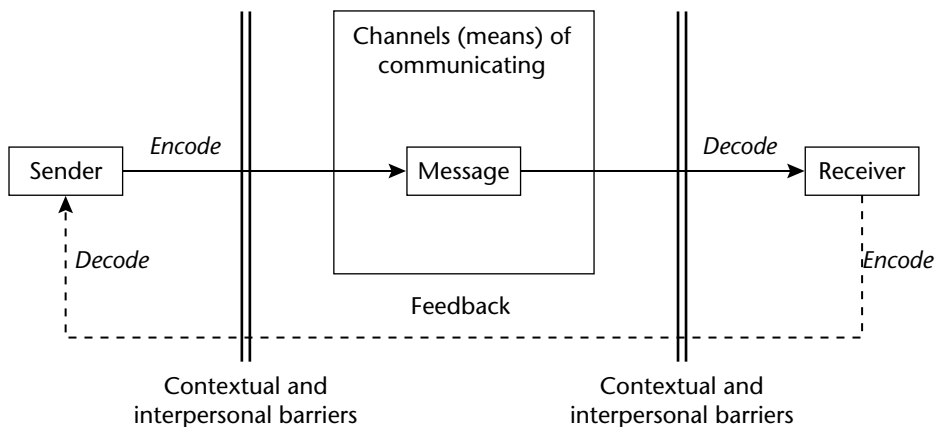 Channels (means) of
communicating
Encode
Decode
Sender
Message
Receiver
Decode
Encode
Feedback
Contextual and
interpersonal barriers
Contextual and
interpersonal barriers